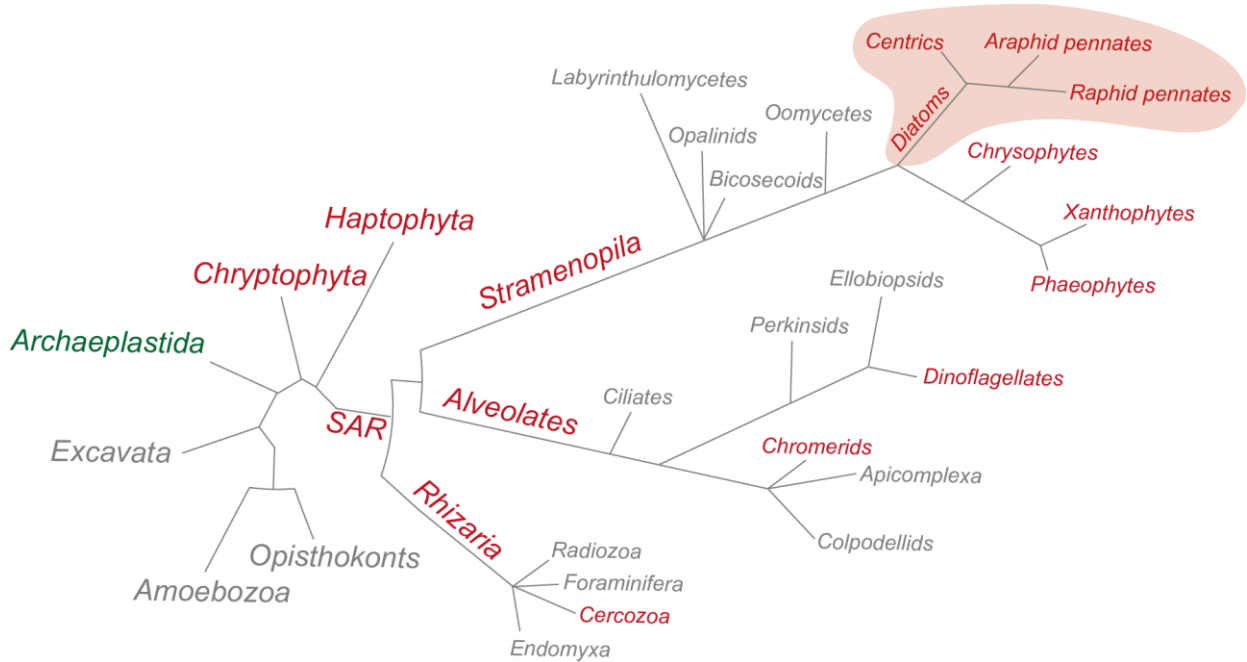 Centrics
Araphid pennates
Raphid pennates
Diatoms
Labyrinthulomycetes
Opalinids
Oomycetes
Bicosecoids
Chrysophytes
Xanthophytes
Phaeophytes
Haptophyta
Chryptophyta
Stramenopila
Archaeplastida
Ellobiopsids
Perkinsids
Dinoflagellates
Ciliates
Alveolates
SAR
Chromerids
Apicomplexa
Colpodellids
Excavata
Rhizaria
Opisthokonts
Amoebozoa
Radiozoa
Foraminifera
Cercozoa
Endomyxa